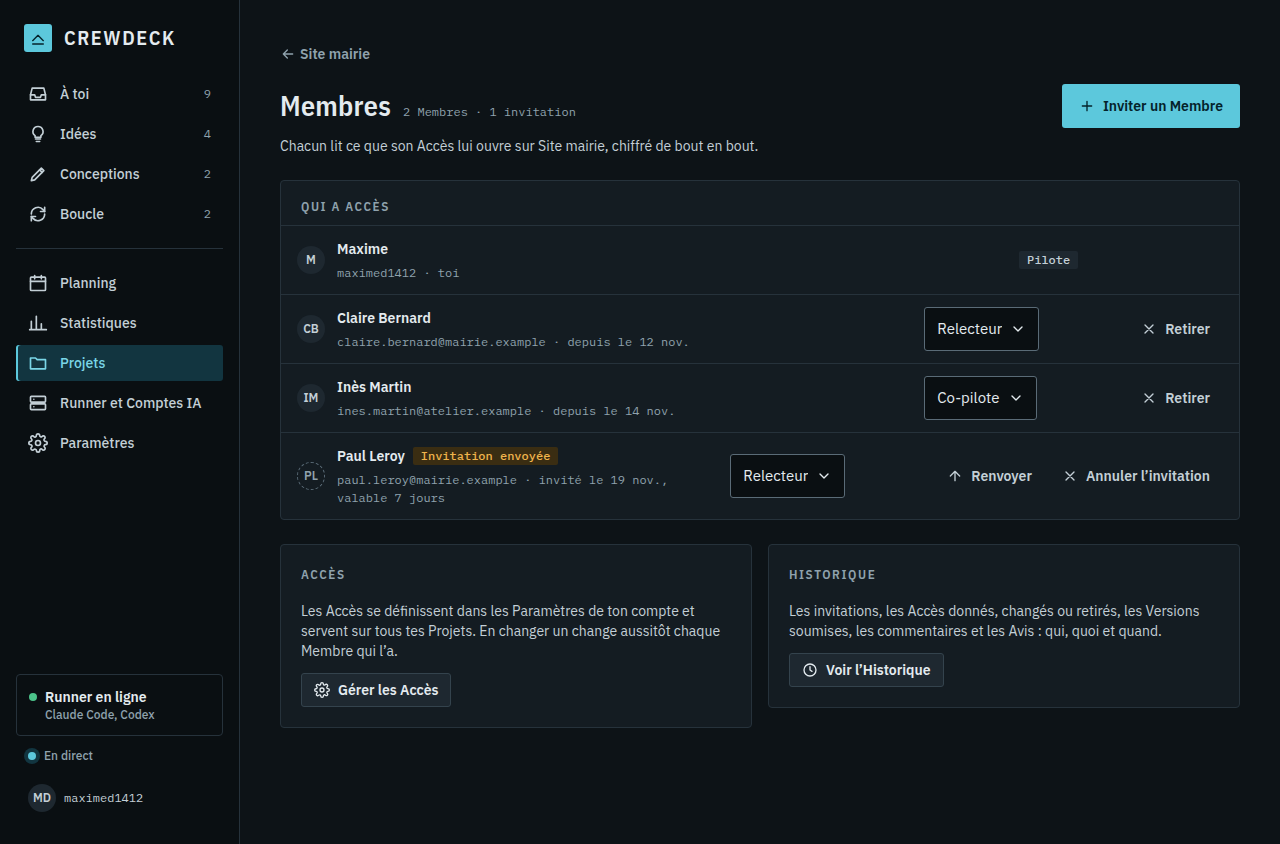 CREWDECK
À toi 9
Idées 4
Conceptions 2
Boucle 2
Planning
Statistiques
Projets
Runner et Comptes IA
Paramètres
Runner en ligne
Claude Code, Codex
En direct
MD maximed1412
← Site mairie
Membres 2 Membres · 1 invitation
+ Inviter un Membre
Chacun lit ce que son Accès lui ouvre sur Site mairie, chiffré de bout en bout.
QUI A ACCÈS
M Maxime
maximed1412 · toi
Pilote
CB Claire Bernard
claire.bernard@mairie.example · depuis le 12 nov.
Relecteur
Retirer
IM Inès Martin
ines.martin@atelier.example · depuis le 14 nov.
Co-pilote
Retirer
PL Paul Leroy Invitation envoyée
paul.leroy@mairie.example · invité le 19 nov.,
valable 7 jours
Relecteur
Renvoyer
Annuler l’invitation
ACCÈS
Les Accès se définissent dans les Paramètres de ton compte et
servent sur tous tes Projets. En changer un change aussitôt chaque
Membre qui l’a.
Gérer les Accès
HISTORIQUE
Les invitations, les Accès donnés, changés ou retirés, les Versions
soumises, les commentaires et les Avis : qui, quoi et quand.
Voir l’Historique